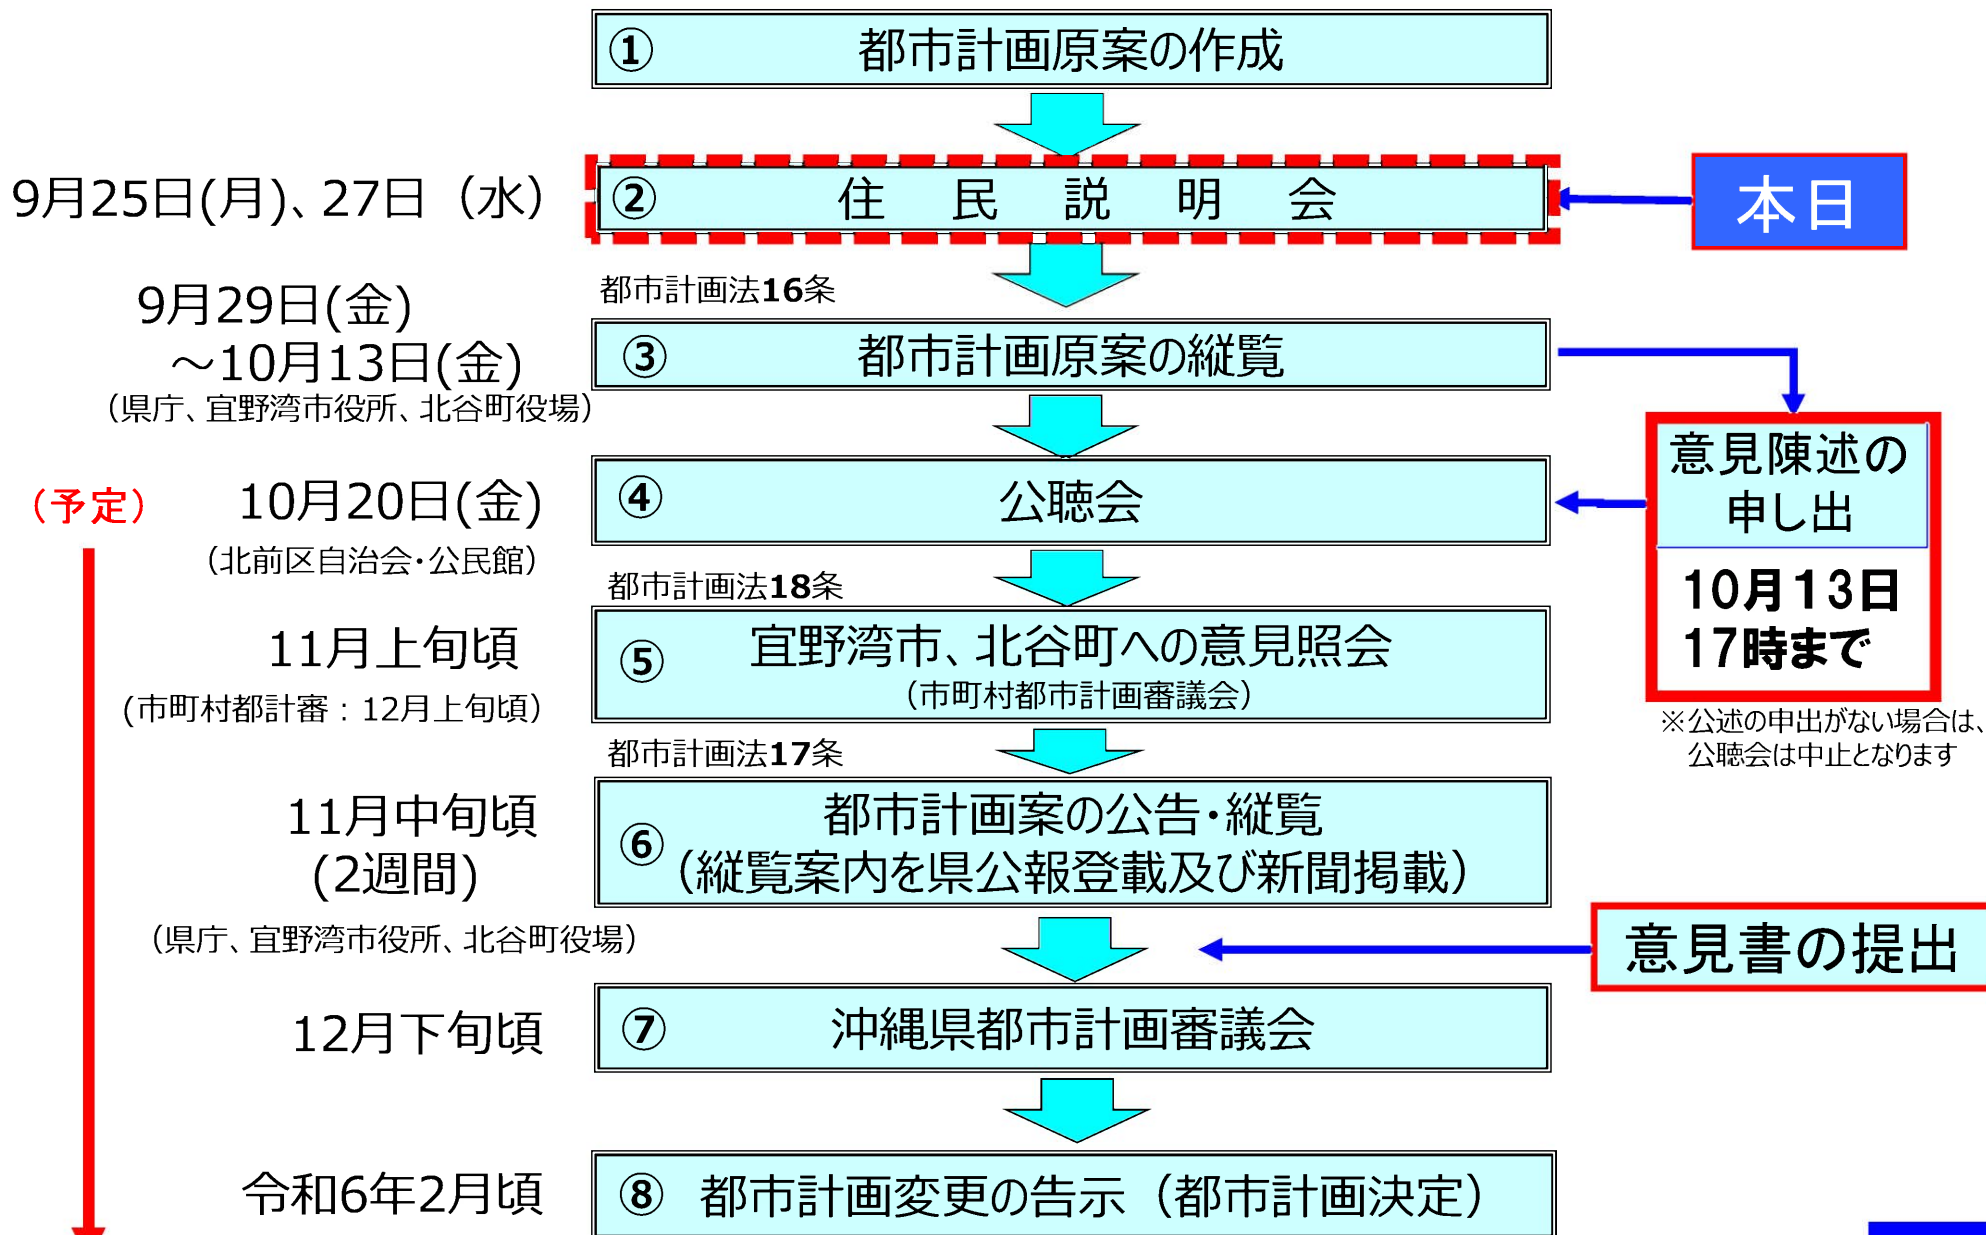 ① 都市計画原案の作成
9月25日(月)、27日（水）
② 住民説明会
本日
都市計画法16条
9月29日(金)
～10月13日(金)
（県庁、宜野湾市役所、北谷町役場）
③ 都市計画原案の縦覧
意見陳述の
申し出
10月13日
17時まで
※公述の申出がない場合は、
公聴会は中止となります
（予定）
10月20日(金)
（北前区自治会・公民館）
④ 公聴会
都市計画法18条
11月上旬頃
(市町村都計審：12月上旬頃）
⑤ 宜野湾市、北谷町への意見照会
（市町村都市計画審議会）
都市計画法17条
11月中旬頃
(2週間)
（県庁、宜野湾市役所、北谷町役場）
⑥ 都市計画案の公告・縦覧
（縦覧案内を県公報登載及び新聞掲載）
意見書の提出
12月下旬頃
⑦ 沖縄県都市計画審議会
令和6年2月頃
⑧ 都市計画変更の告示（都市計画決定）